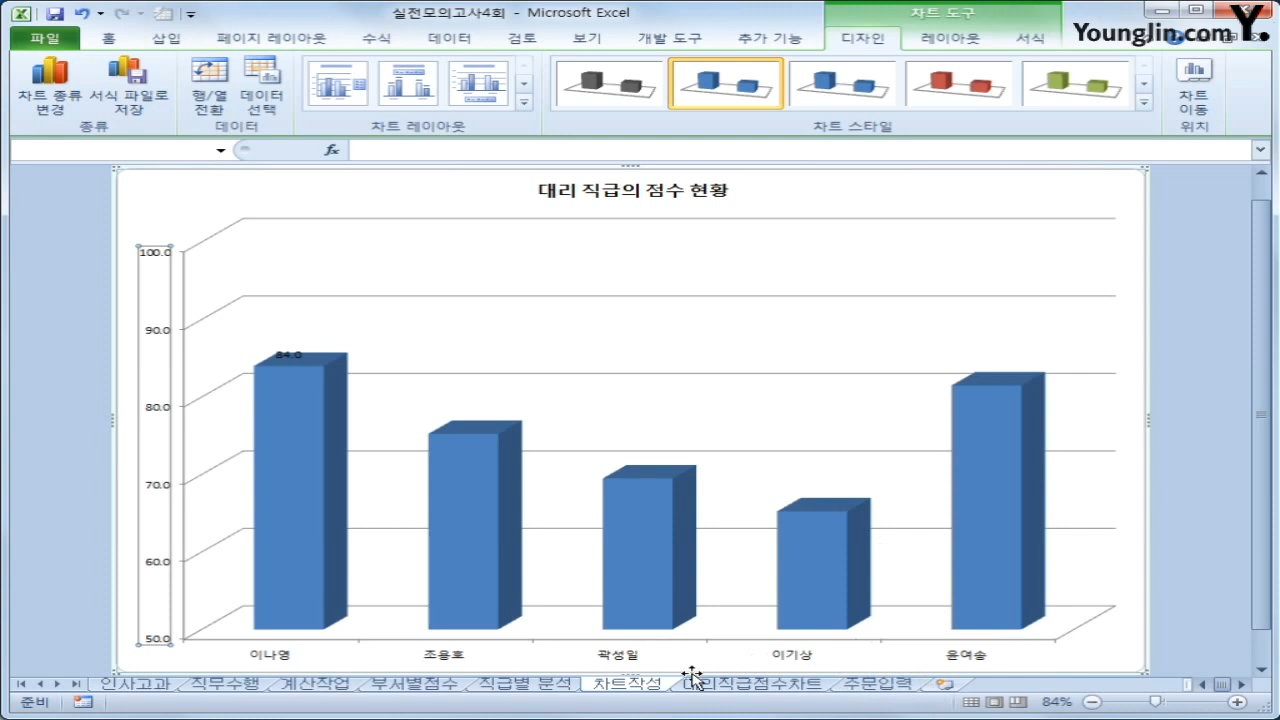 실전모의고사4회 - Microsoft Excel
차트 도구
YoungJin.com Y.
파일 홈 삽입 페이지 레이아웃 수식 데이터 검토 보기 개발 도구 추가 기능 디자인 레이아웃 서식
차트 종류 변경
서식 파일로 저장
행/열 전환
데이터 선택
차트 이동
종류 데이터 차트 레이아웃 차트 스타일 위치
fx
대리 직급의 점수 현황
100.0
90.0
84.0
80.0
70.0
60.0
50.0
이나영 조용호 곽성일 이기상 윤여송
인사고과 직무수행 계산작업 부서별점수 직급별 분석 차트작성 대리직급점수차트 주문입력
준비 84%